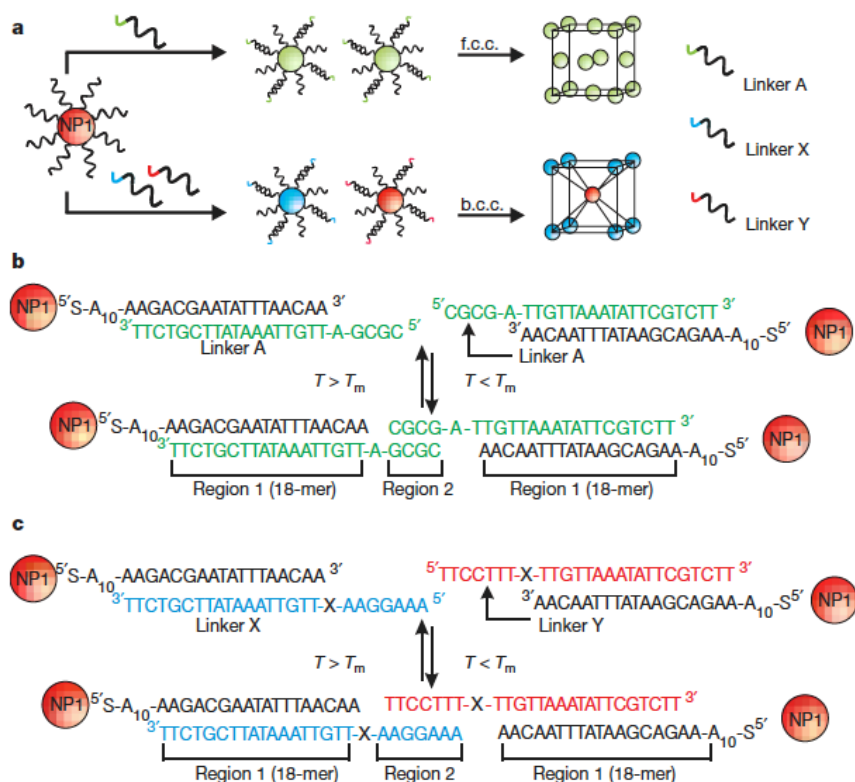 a
f.c.c.
Linker A
NP1
Linker X
b.c.c.
Linker Y
b
NP1 5'S-A10-AAGACGAATATTTAACAA 3'
5'CGCG-A-TTGTTAAATATTCGTCTT 3'
3'TTCTGCTTATAAATTGTT-A-GCGC 5'
3'AACAATTTATAAGCAGAA-A10-S5' NP1
Linker A
Linker A
T > Tm
T < Tm
NP1 5'S-A10-AAGACGAATATTTAACAA CGCG-A-TTGTTAAATATTCGTCTT 3'
3'TTCTGCTTATAAATTGTT-A-GCGC AACAATTTATAAGCAGAA-A10-S5' NP1
Region 1 (18-mer)
Region 2
Region 1 (18-mer)
c
NP1 5'S-A10-AAGACGAATATTTAACAA 3'
5'TTCCTTT-X-TTGTTAAATATTCGTCTT 3'
3'TTCTGCTTATAAATTGTT-X-AAGGAAA 5'
3'AACAATTTATAAGCAGAA-A10-S5' NP1
Linker X
Linker Y
T > Tm
T < Tm
NP1 5'S-A10-AAGACGAATATTTAACAA TTCCTTT-X-TTGTTAAATATTCGTCTT 3'
3'TTCTGCTTATAAATTGTT-X-AAGGAAA AACAATTTATAAGCAGAA-A10-S5' NP1
Region 1 (18-mer)
Region 2
Region 1 (18-mer)